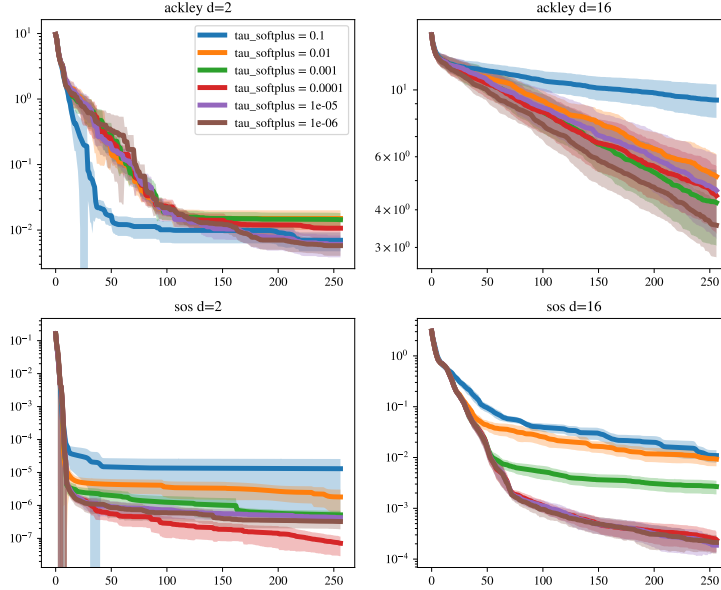 ackley d=2
10¹
10⁰
10⁻¹
10⁻²
0 50 100 150 200 250
tau_softplus = 0.1
tau_softplus = 0.01
tau_softplus = 0.001
tau_softplus = 0.0001
tau_softplus = 1e-05
tau_softplus = 1e-06
ackley d=16
10¹
6 × 10⁰
4 × 10⁰
3 × 10⁰
0 50 100 150 200 250
sos d=2
10⁻¹
10⁻²
10⁻³
10⁻⁴
10⁻⁵
10⁻⁶
10⁻⁷
0 50 100 150 200 250
sos d=16
10⁰
10⁻¹
10⁻²
10⁻³
10⁻⁴
0 50 100 150 200 250